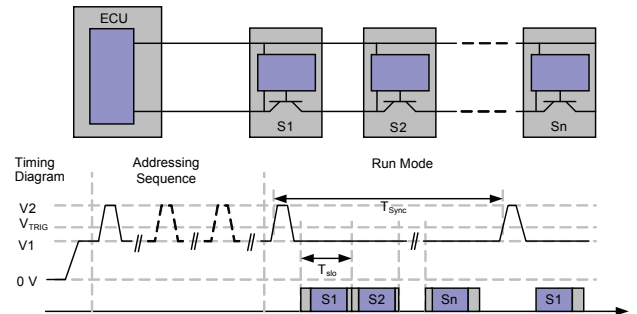 ECU
S1
S2
Sn
Timing
Diagram
Addressing
Sequence
Run Mode
V2
VTRIG
V1
0 V
TSync
Tslo
S1
S2
Sn
S1